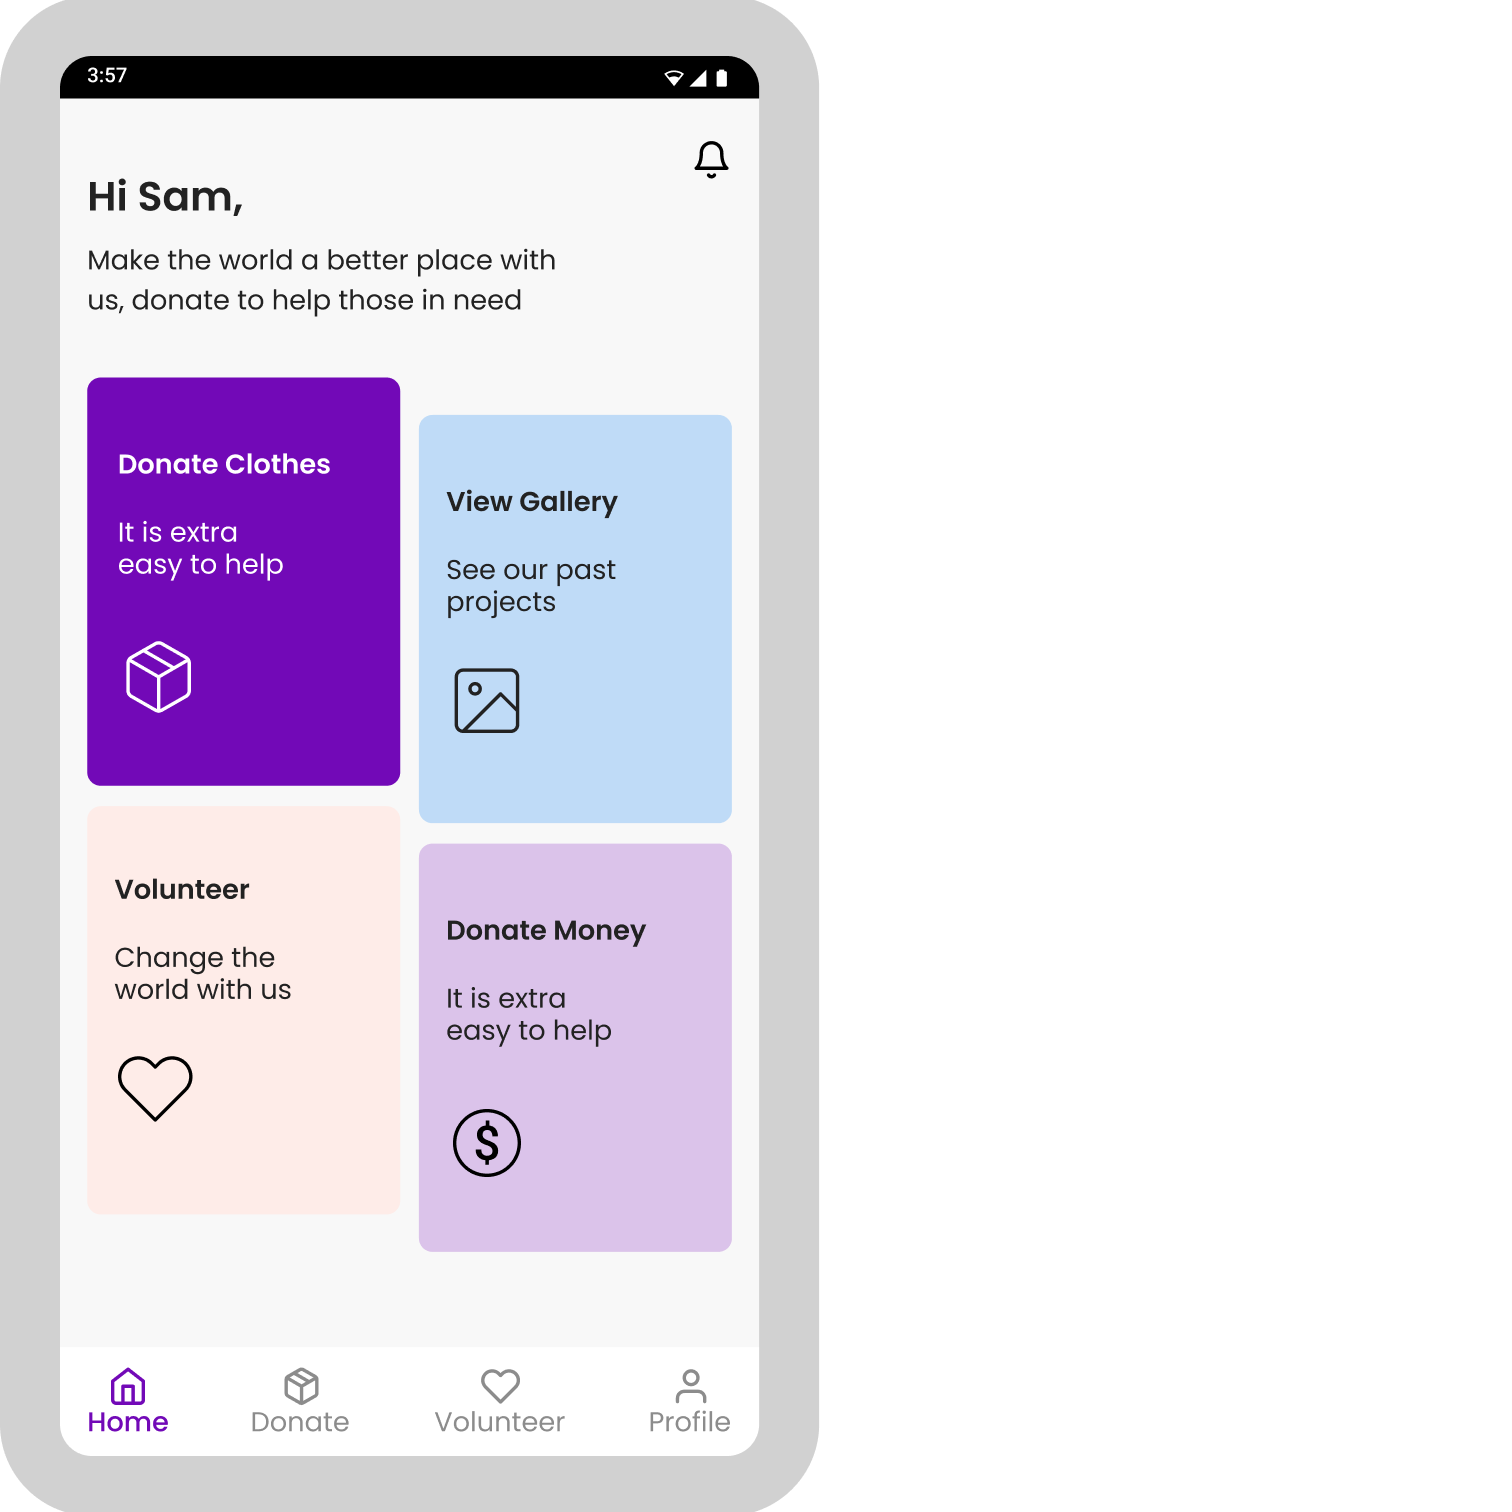 3:57
Hi Sam,
Make the world a better place with
us, donate to help those in need
Donate Clothes
It is extra
easy to help
View Gallery
See our past
projects
Volunteer
Change the
world with us
Donate Money
It is extra
easy to help
$
Home
Donate
Volunteer
Profile